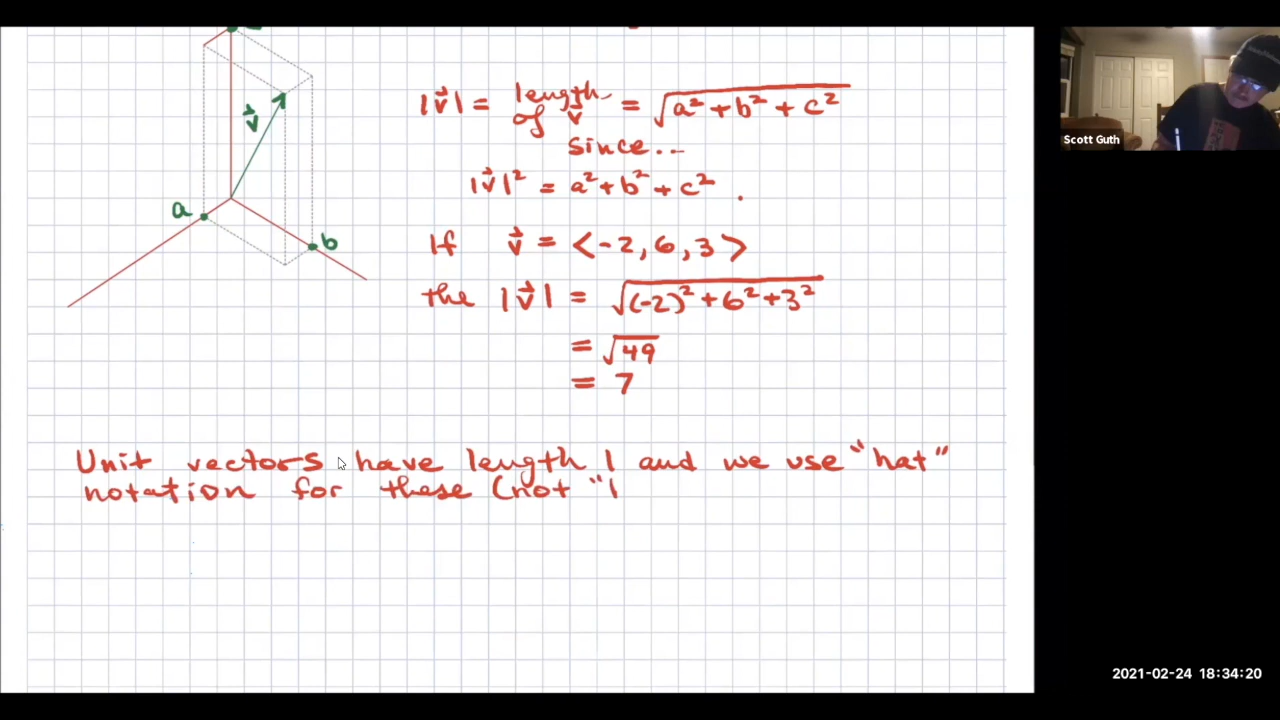 |v⃗| = length of v⃗ = √(a² + b² + c²)
since...
|v⃗|² = a² + b² + c² .
v⃗
a
b
If v⃗ = <-2, 6, 3>
the |v⃗| = √((-2)² + 6² + 3²)
= √49
= 7
Unit vectors have length 1 and we use "hat"
notation for these (not "
Scott Guth
2021-02-24 18:34:20